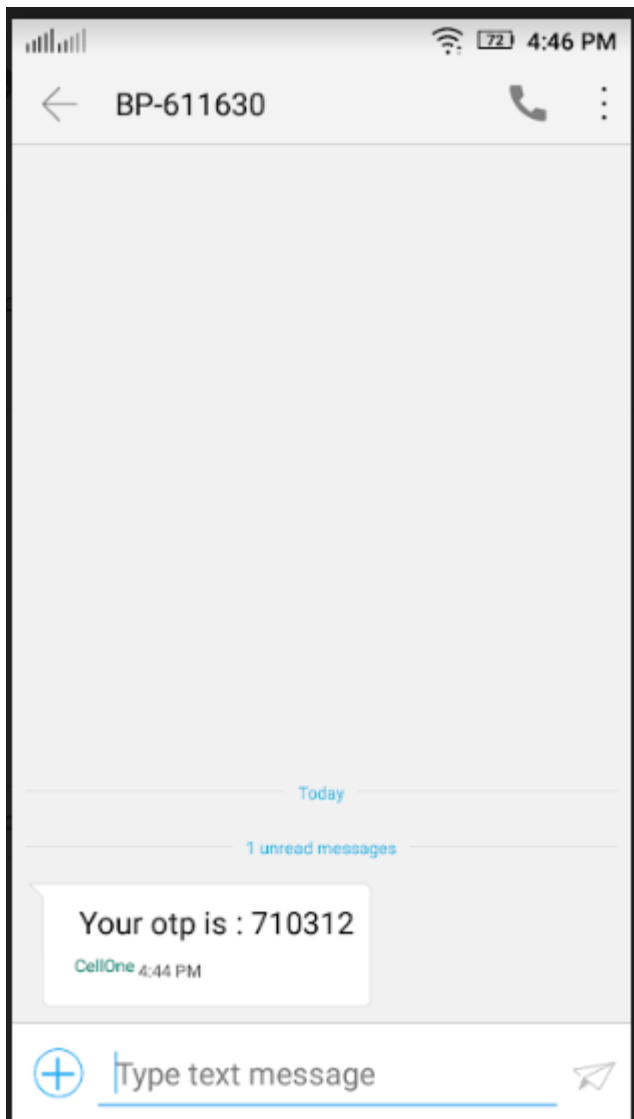 72 4:46 PM
BP-611630
Today
1 unread messages
Your otp is : 710312
CellOne 4:44 PM
Type text message